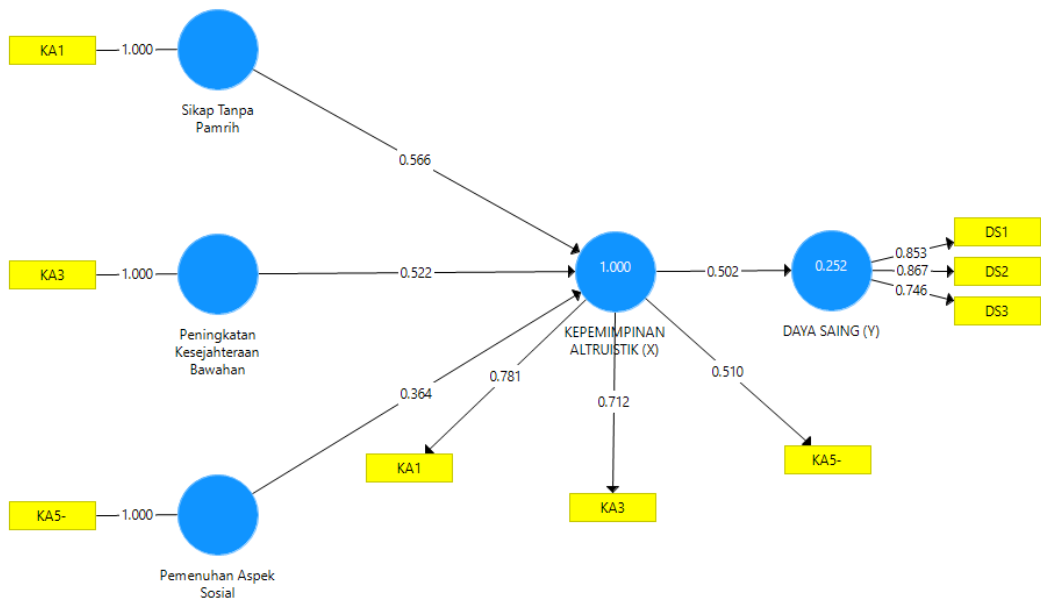 KA1
1.000
Sikap Tanpa
Pamrih
0.566
KA3
1.000
Peningkatan
Kesejahteraan
Bawahan
0.522
1.000
KEPEMIMPINAN
ALTRUISTIK (X)
0.502
0.252
DAYA SAING (Y)
0.853
DS1
0.867
DS2
0.746
DS3
0.364
0.781
0.712
0.510
KA1
KA3
KA5-
KA5-
1.000
Pemenuhan Aspek
Sosial